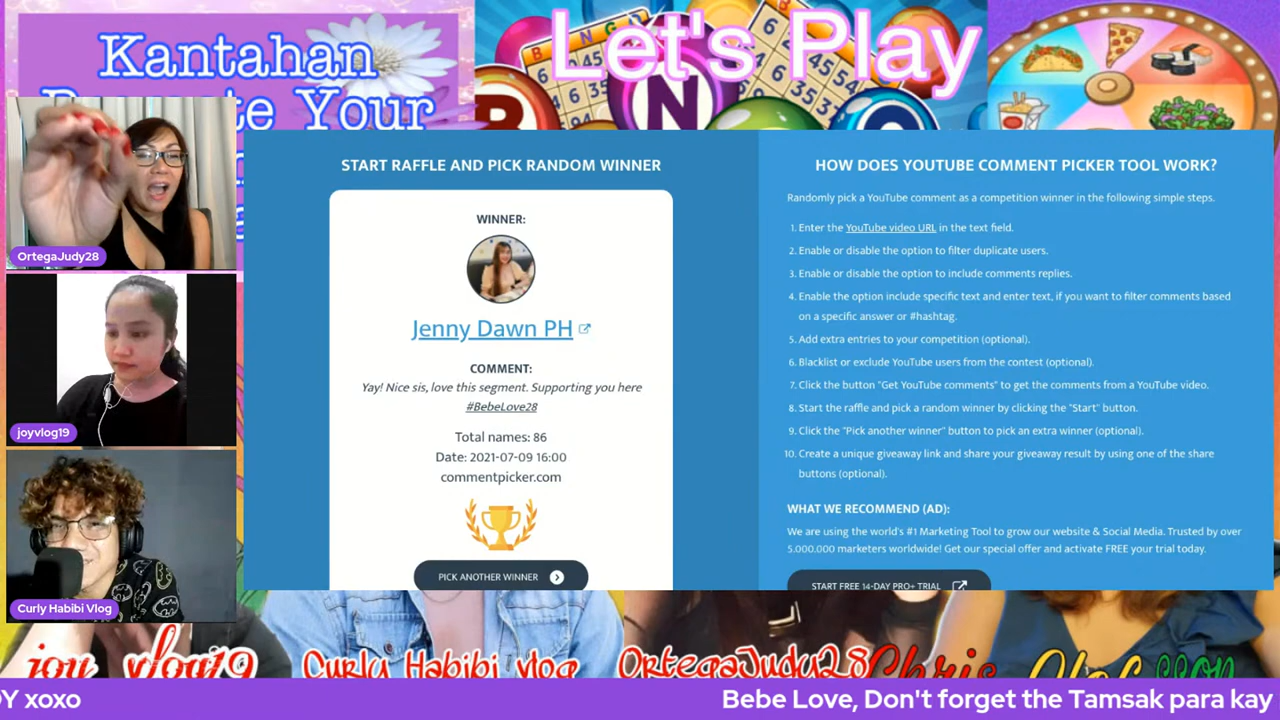 Kantahan
Promote Your
Let's Play
B I N G
N
OrtegaJudy28
joyvlog19
Curly Habibi Vlog
START RAFFLE AND PICK RANDOM WINNER
WINNER:
Jenny Dawn PH
COMMENT:
Yay! Nice sis, love this segment. Supporting you here
#BebeLove28
Total names: 86
Date: 2021-07-09 16:00
commentpicker.com
PICK ANOTHER WINNER
HOW DOES YOUTUBE COMMENT PICKER TOOL WORK?
Randomly pick a YouTube comment as a competition winner in the following simple steps.
1. Enter the YouTube video URL in the text field.
2. Enable or disable the option to filter duplicate users.
3. Enable or disable the option to include comments replies.
4. Enable the option include specific text and enter text, if you want to filter comments based
on a specific answer or #hashtag.
5. Add extra entries to your competition (optional).
6. Blacklist or exclude YouTube users from the contest (optional).
7. Click the button "Get YouTube comments" to get the comments from a YouTube video.
8. Start the raffle and pick a random winner by clicking the "Start" button.
9. Click the "Pick another winner" button to pick an extra winner (optional).
10. Create a unique giveaway link and share your giveaway result by using one of the share
buttons (optional).
WHAT WE RECOMMEND (AD):
We are using the world's #1 Marketing Tool to grow our website & Social Media. Trusted by over
5.000.000 marketers worldwide! Get our special offer and activate FREE your trial today.
START FREE 14-DAY PRO+ TRIAL
joy vlog19 Curly Habibi vlog OrtegaJudy28 Chris
DY xoxo Bebe Love, Don't forget the Tamsak para kay